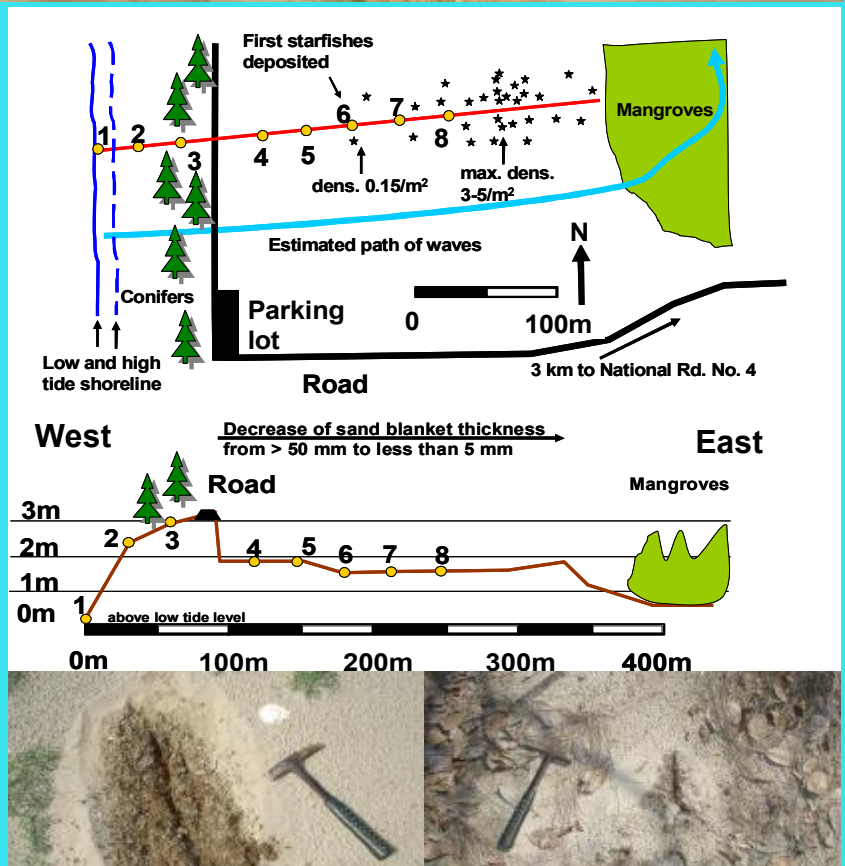 First starfishes
deposited
1
2
3
4
5
6
7
8
Mangroves
dens. 0.15/m²
max. dens.
3-5/m²
Estimated path of waves
N
Conifers
Parking
lot
0
100m
Low and high
tide shoreline
Road
3 km to National Rd. No. 4
West
Decrease of sand blanket thickness
from > 50 mm to less than 5 mm
East
Road
Mangroves
3m
2m
1m
0m
1
2
3
4
5
6
7
8
above low tide level
0m
100m
200m
300m
400m